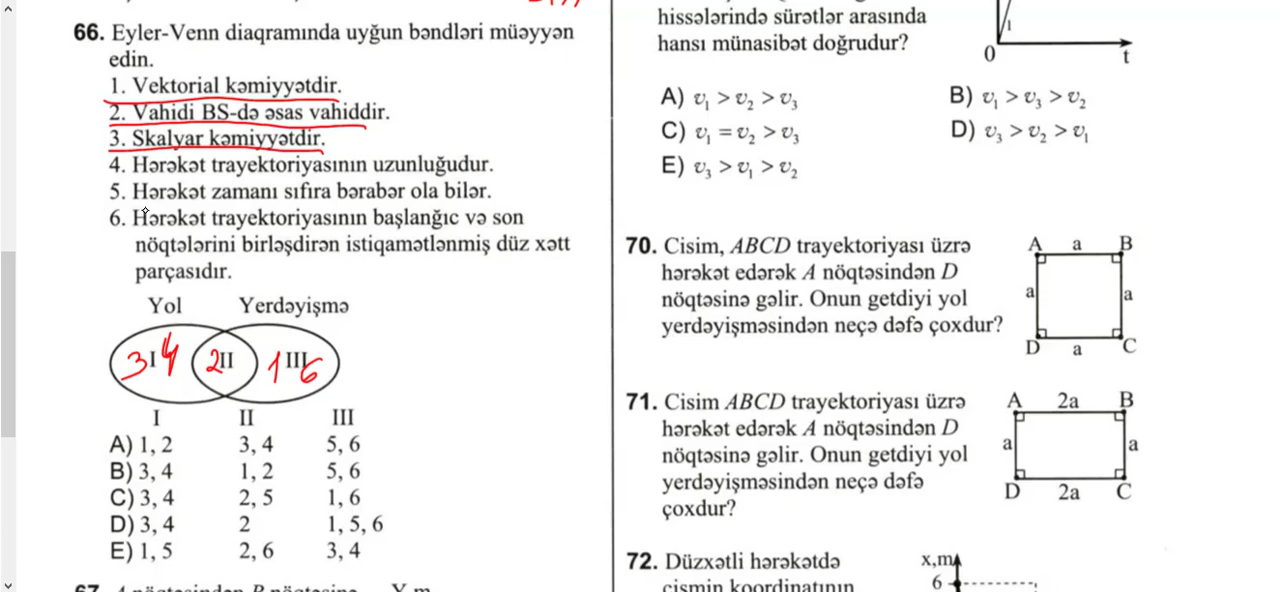 66. Eyler-Venn diaqramında uyğun bəndləri müəyyən
edin.
1. Vektorial kəmiyyətdir.
2. Vahidi BS-də əsas vahiddir.
3. Skalyar kəmiyyətdir.
4. Hərəkət trayektoriyasının uzunluğudur.
5. Hərəkət zamanı sıfıra bərabər ola bilər.
6. Hərəkət trayektoriyasının başlanğıc və son
nöqtələrini birləşdirən istiqamətlənmiş düz xətt
parçasıdır.
Yol Yerdəyişmə
3 I 4 2 II 1 III 6
I II III
A) 1, 2 3, 4 5, 6
B) 3, 4 1, 2 5, 6
C) 3, 4 2, 5 1, 6
D) 3, 4 2 1, 5, 6
E) 1, 5 2, 6 3, 4
hissələrində sürətlər arasında
hansı münasibət doğrudur?
1
0 t
A) υ₁ > υ₂ > υ₃ B) υ₁ > υ₃ > υ₂
C) υ₁ = υ₂ > υ₃ D) υ₃ > υ₂ > υ₁
E) υ₃ > υ₁ > υ₂
70. Cisim, ABCD trayektoriyası üzrə
hərəkət edərək A nöqtəsindən D
nöqtəsinə gəlir. Onun getdiyi yol
yerdəyişməsindən neçə dəfə çoxdur?
A a B
a a
D a C
71. Cisim ABCD trayektoriyası üzrə
hərəkət edərək A nöqtəsindən D
nöqtəsinə gəlir. Onun getdiyi yol
yerdəyişməsindən neçə dəfə
çoxdur?
A 2a B
a a
D 2a C
72. Düzxətli hərəkətdə
cismin koordinatının
x,m
6